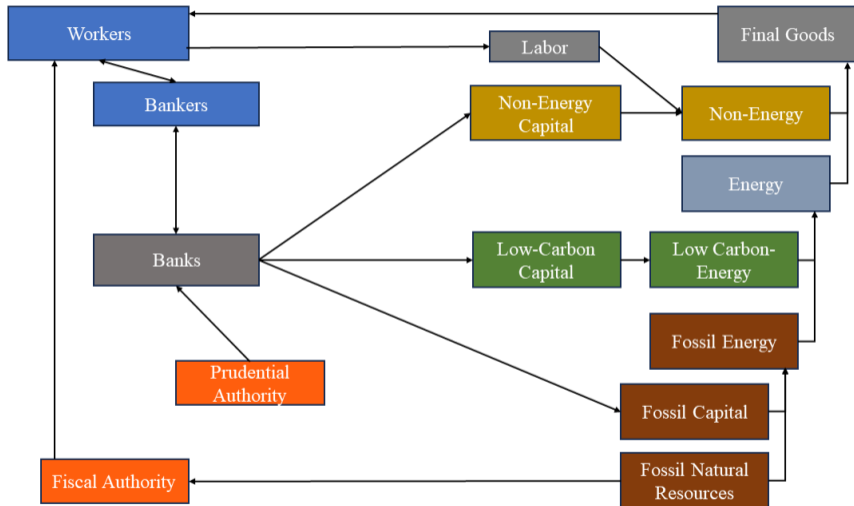 Workers
Labor
Final Goods
Bankers
Non-Energy
Capital
Non-Energy
Energy
Banks
Low-Carbon
Capital
Low Carbon-
Energy
Fossil Energy
Prudential
Authority
Fossil Capital
Fiscal Authority
Fossil Natural
Resources